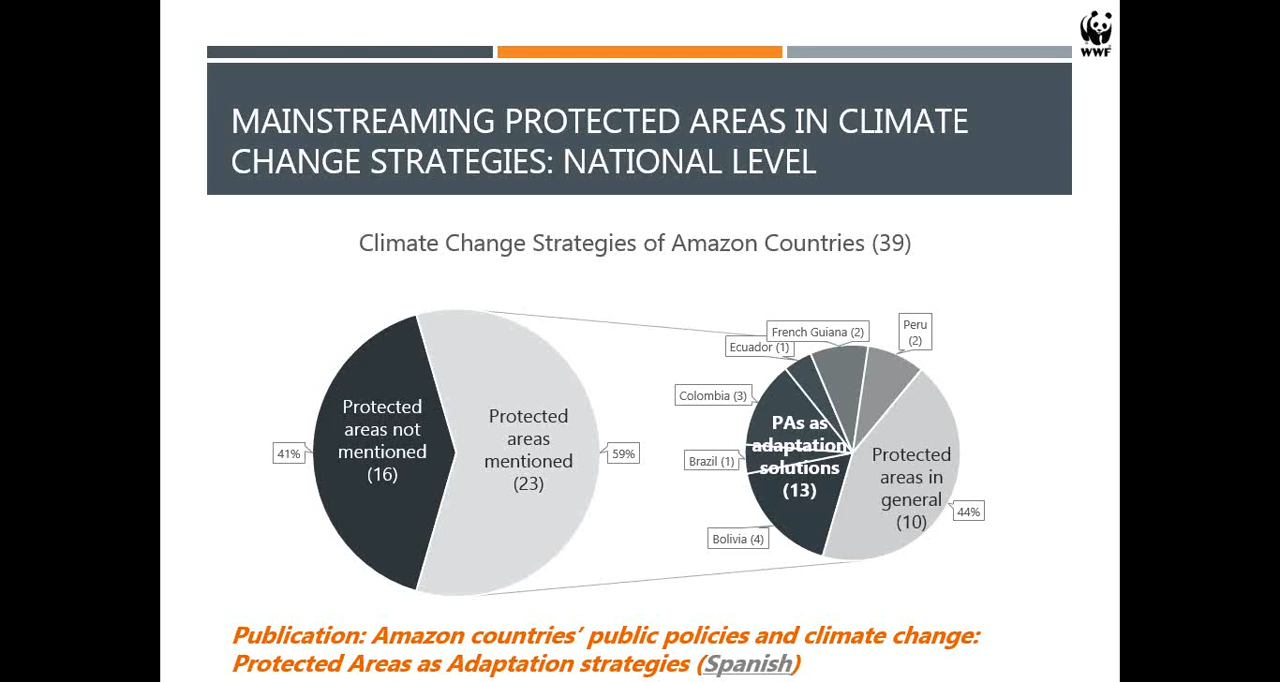 WWF
MAINSTREAMING PROTECTED AREAS IN CLIMATE
CHANGE STRATEGIES: NATIONAL LEVEL
Climate Change Strategies of Amazon Countries (39)
41%
Protected
areas not
mentioned
(16)
Protected
areas
mentioned
(23)
59%
French Guiana (2)
Peru
(2)
Ecuador (1)
Colombia (3)
Brazil (1)
Bolivia (4)
PAs as
adaptation
solutions
(13)
Protected
areas in
general
(10)
44%
Publication: Amazon countries’ public policies and climate change:
Protected Areas as Adaptation strategies (Spanish)